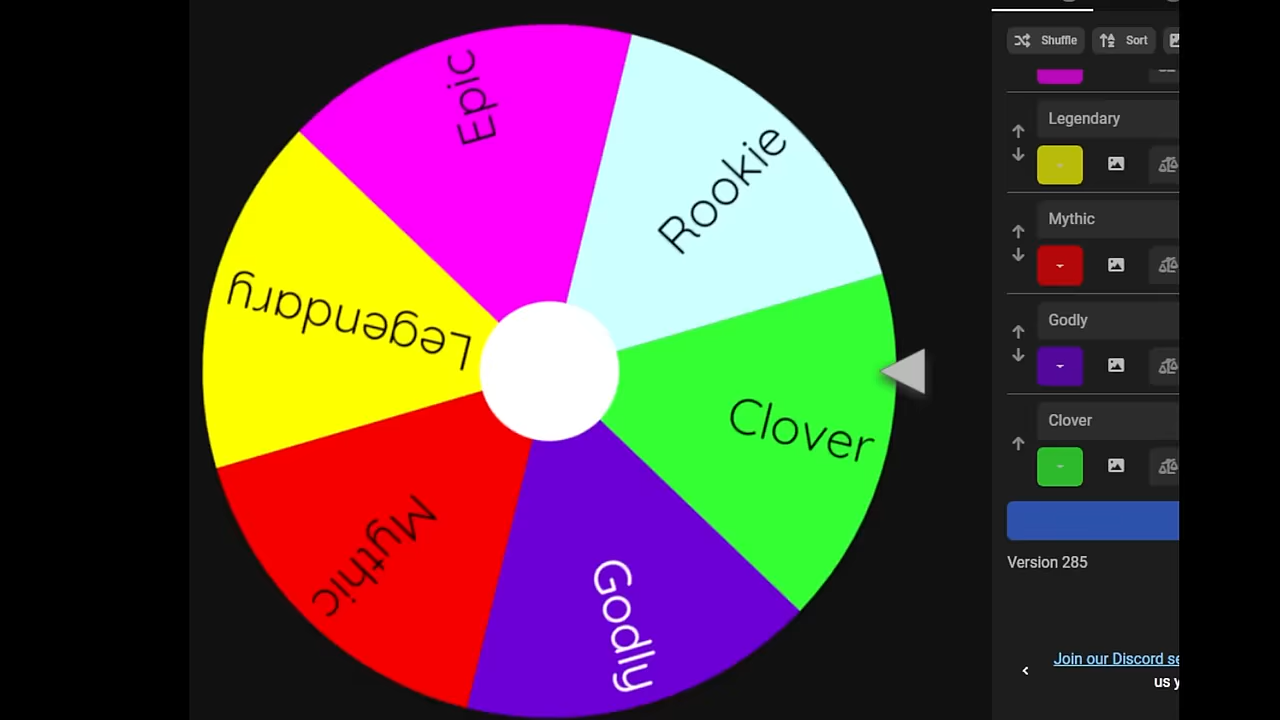 Epic
Rookie
Legendary
Clover
Mythic
Godly
Shuffle
Sort
Legendary
Mythic
Godly
Clover
Version 285
Join our Discord se
us y